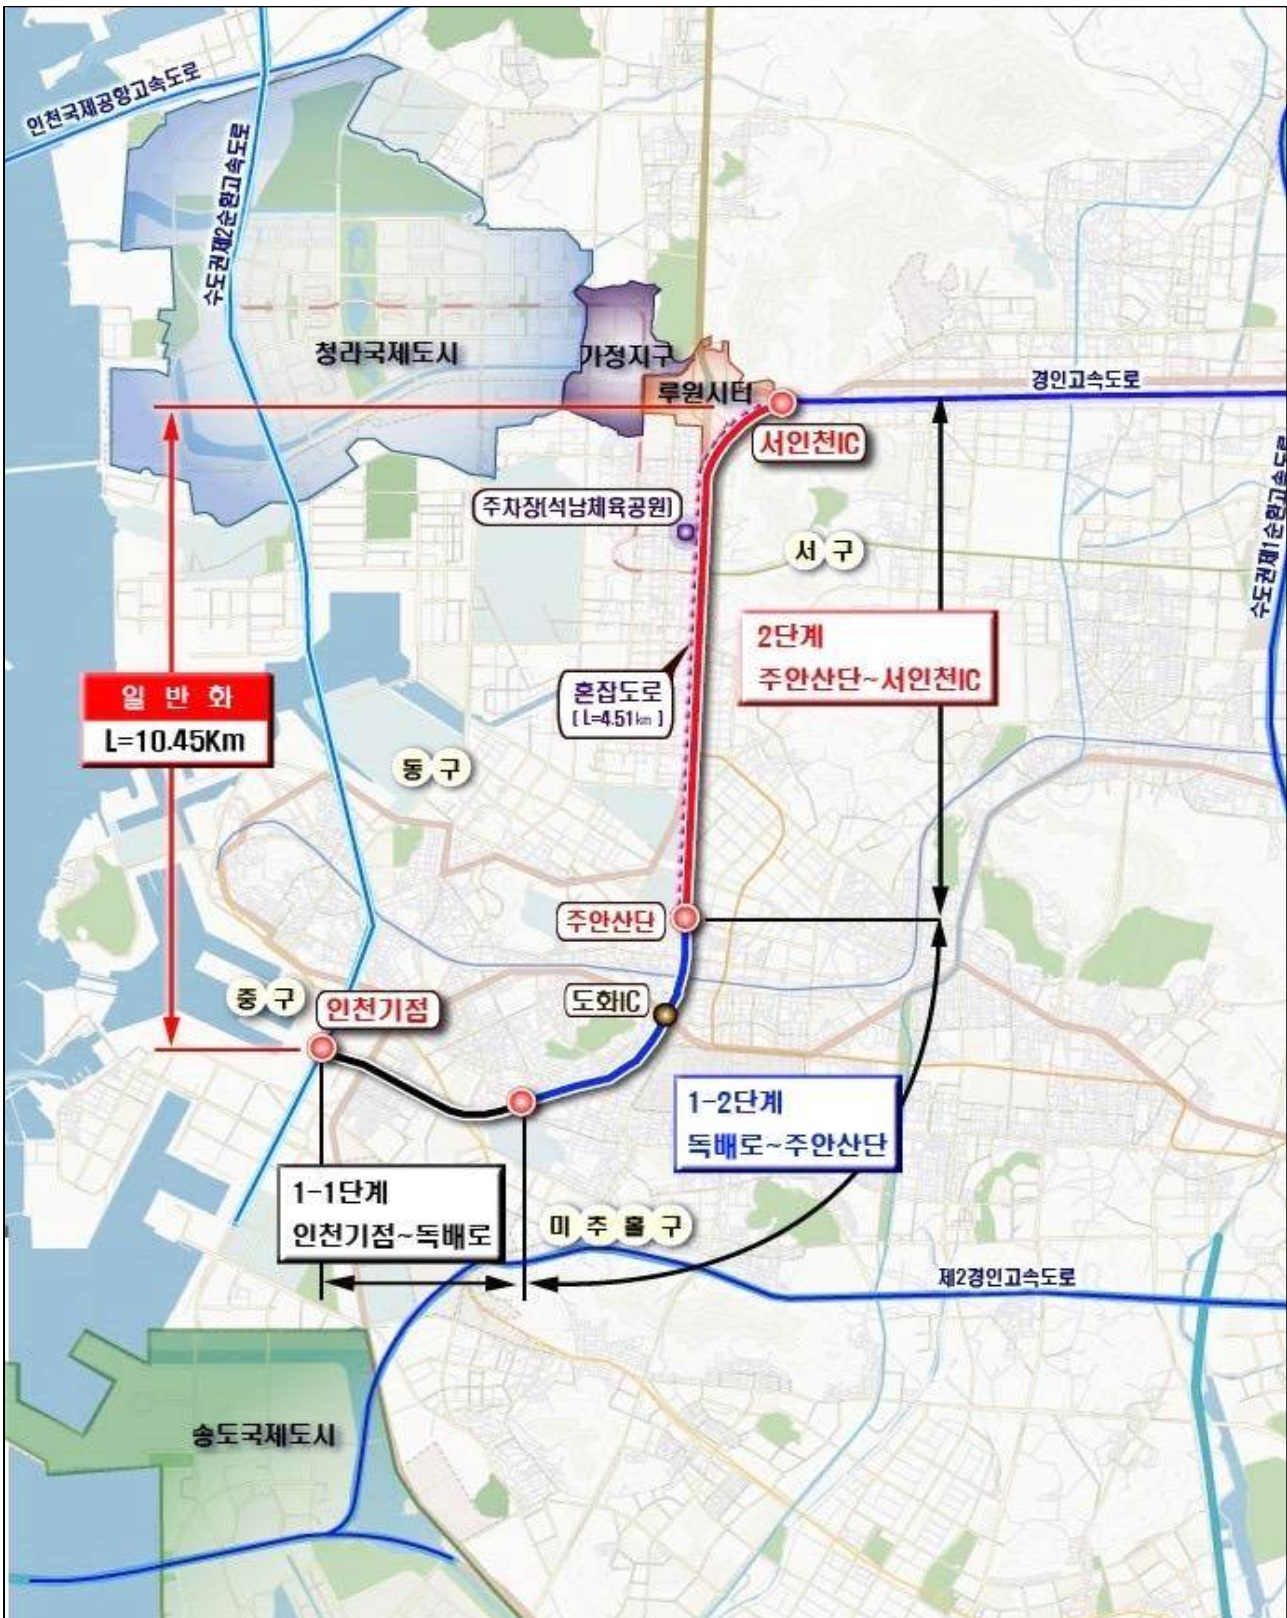 인천국제공항고속도로
수도권제2순환고속도로
청라국제도시
가정지구
루원시티
경인고속도로
서인천IC
주차장(석남체육공원)
서구
수도권제1순환고속도로
2단계
주안산단~서인천IC
일반화
L=10.45Km
혼잡도로
[ L=4.51km ]
동구
주안산단
중구
인천기점
도화IC
1-2단계
독배로~주안산단
1-1단계
인천기점~독배로
미추홀구
제2경인고속도로
송도국제도시